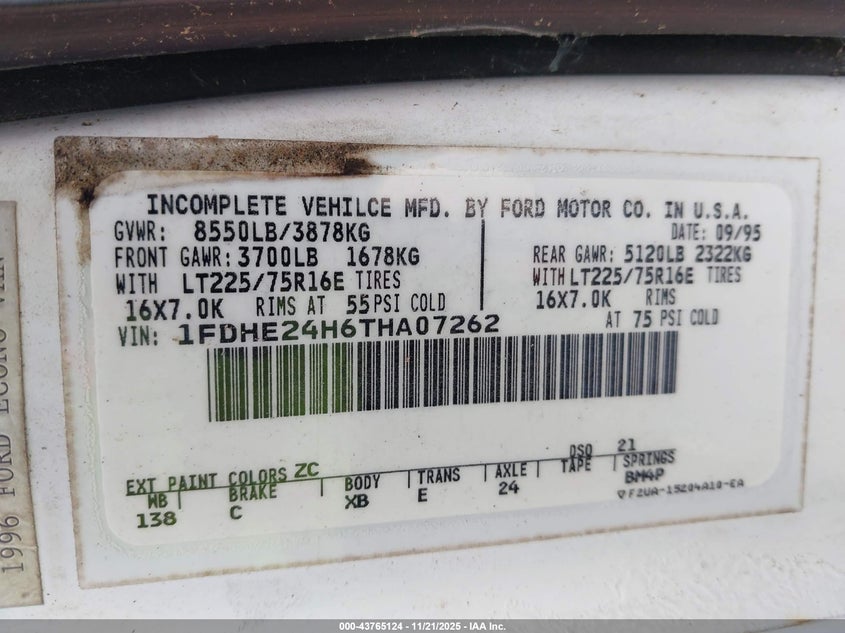 INCOMPLETE VEHILCE MFD. BY FORD MOTOR CO. IN U.S.A.
GVWR: 8550LB/3878KG
DATE: 09/95
FRONT GAWR: 3700LB 1678KG
REAR GAWR: 5120LB 2322KG
WITH LT225/75R16E TIRES
WITH LT225/75R16E TIRES
16X7.0K RIMS AT 55 PSI COLD
16X7.0K RIMS
AT 75 PSI COLD
VIN: 1FDHE24H6THA07262
EXT PAINT COLORS ZC
DSO 21
WB BRAKE BODY TRANS AXLE TAPE SPRINGS
138 C XB E 24 BM4P
F2UA-15204A10-EA
1996 FORD ECONO VAN
000-43765124 - 11/21/2025 - IAA Inc.